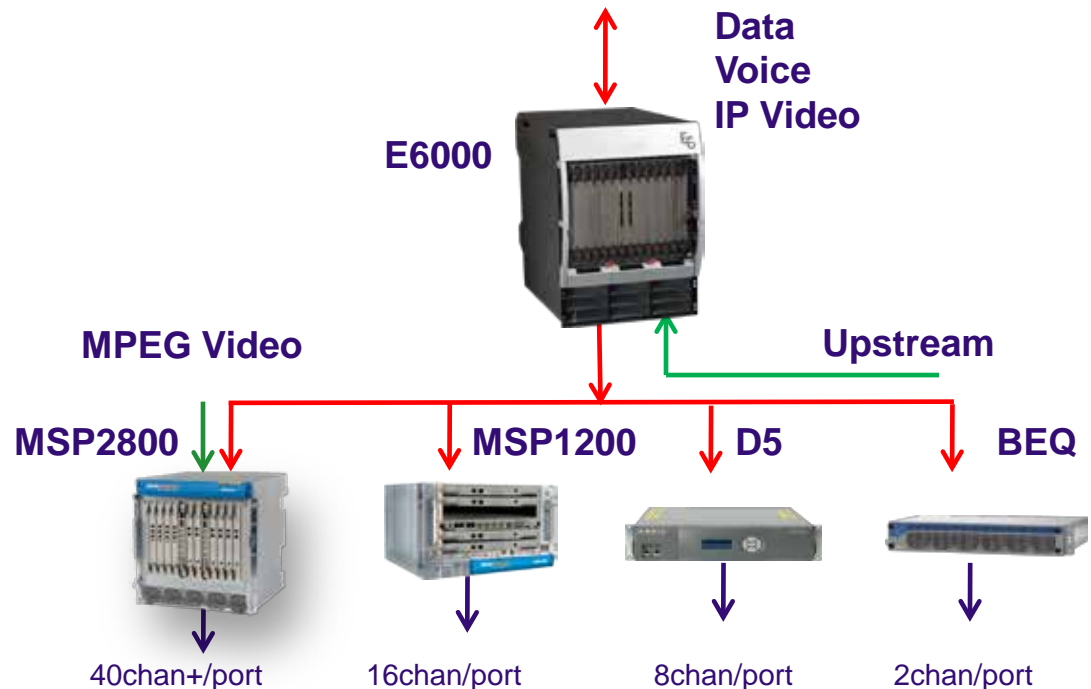 Data
Voice
IP Video
E6000
MPEG Video
Upstream
MSP2800
MSP1200
D5
BEQ
40chan+/port
16chan/port
8chan/port
2chan/port